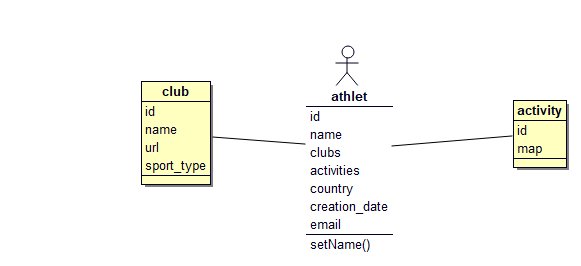 club
id
name
url
sport_type
athlet
id
name
clubs
activities
country
creation_date
email
setName()
activity
id
map